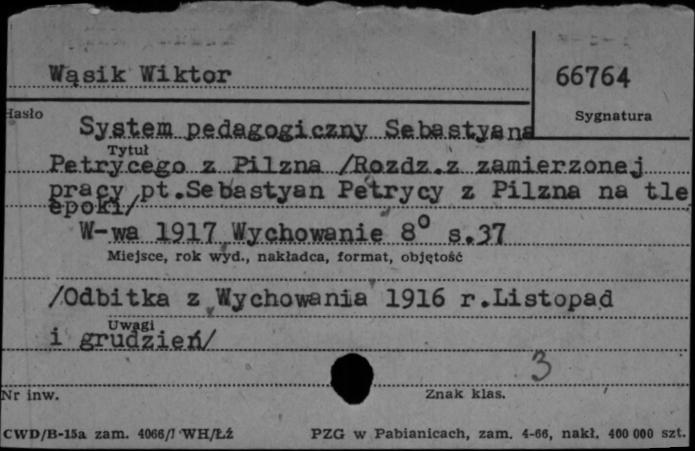 Wąsik Wiktor
66764
Hasło
Sygnatura
System pedagogiczny Sebastyana
Tytuł
Petrycego z Pilzna /Rozdz.z zamierzonej
pracy pt.Sebastyan Petrycy z Pilzna na tle
epoki/
W-wa 1917 Wychowanie 8° s.37
Miejsce, rok wyd., nakładca, format, objętość
/Odbitka z Wychowania 1916 r.Listopad
Uwagi
i grudzień/
3
Nr inw.
Znak klas.
CWD/B-15a zam. 4066/I WH/Łź
PZG w Pabianicach, zam. 4-66, nakł. 400 000 szt.